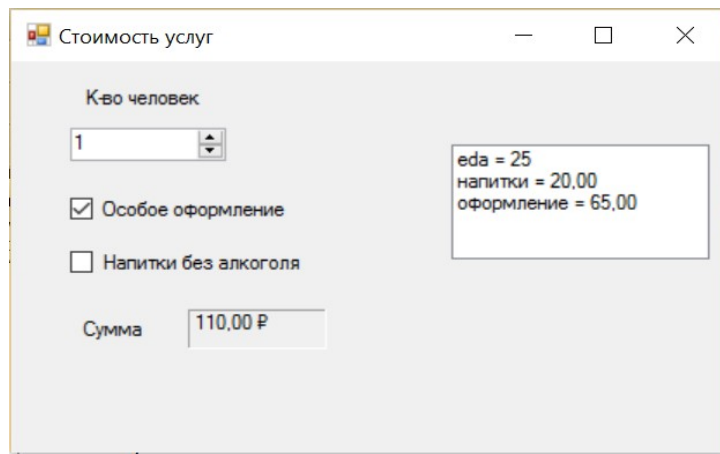 Стоимость услуг
К-во человек
1
Особое оформление
Напитки без алкоголя
Сумма 110,00 ₽
eda = 25
напитки = 20,00
оформление = 65,00